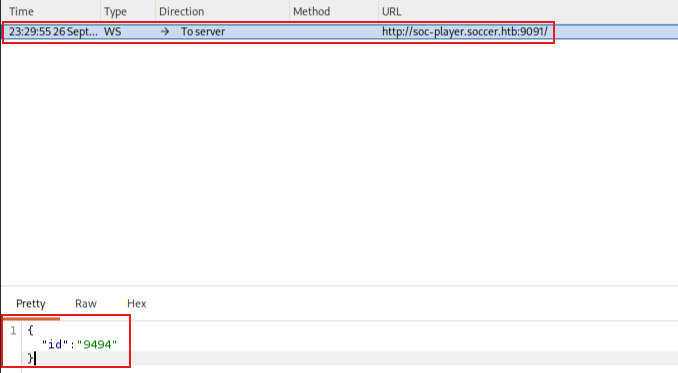 Time Type Direction Method URL
23:29:55 26 Sept... WS → To server http://soc-player.soccer.htb:9091/
Pretty Raw Hex
1 {
"id":"9494"
}